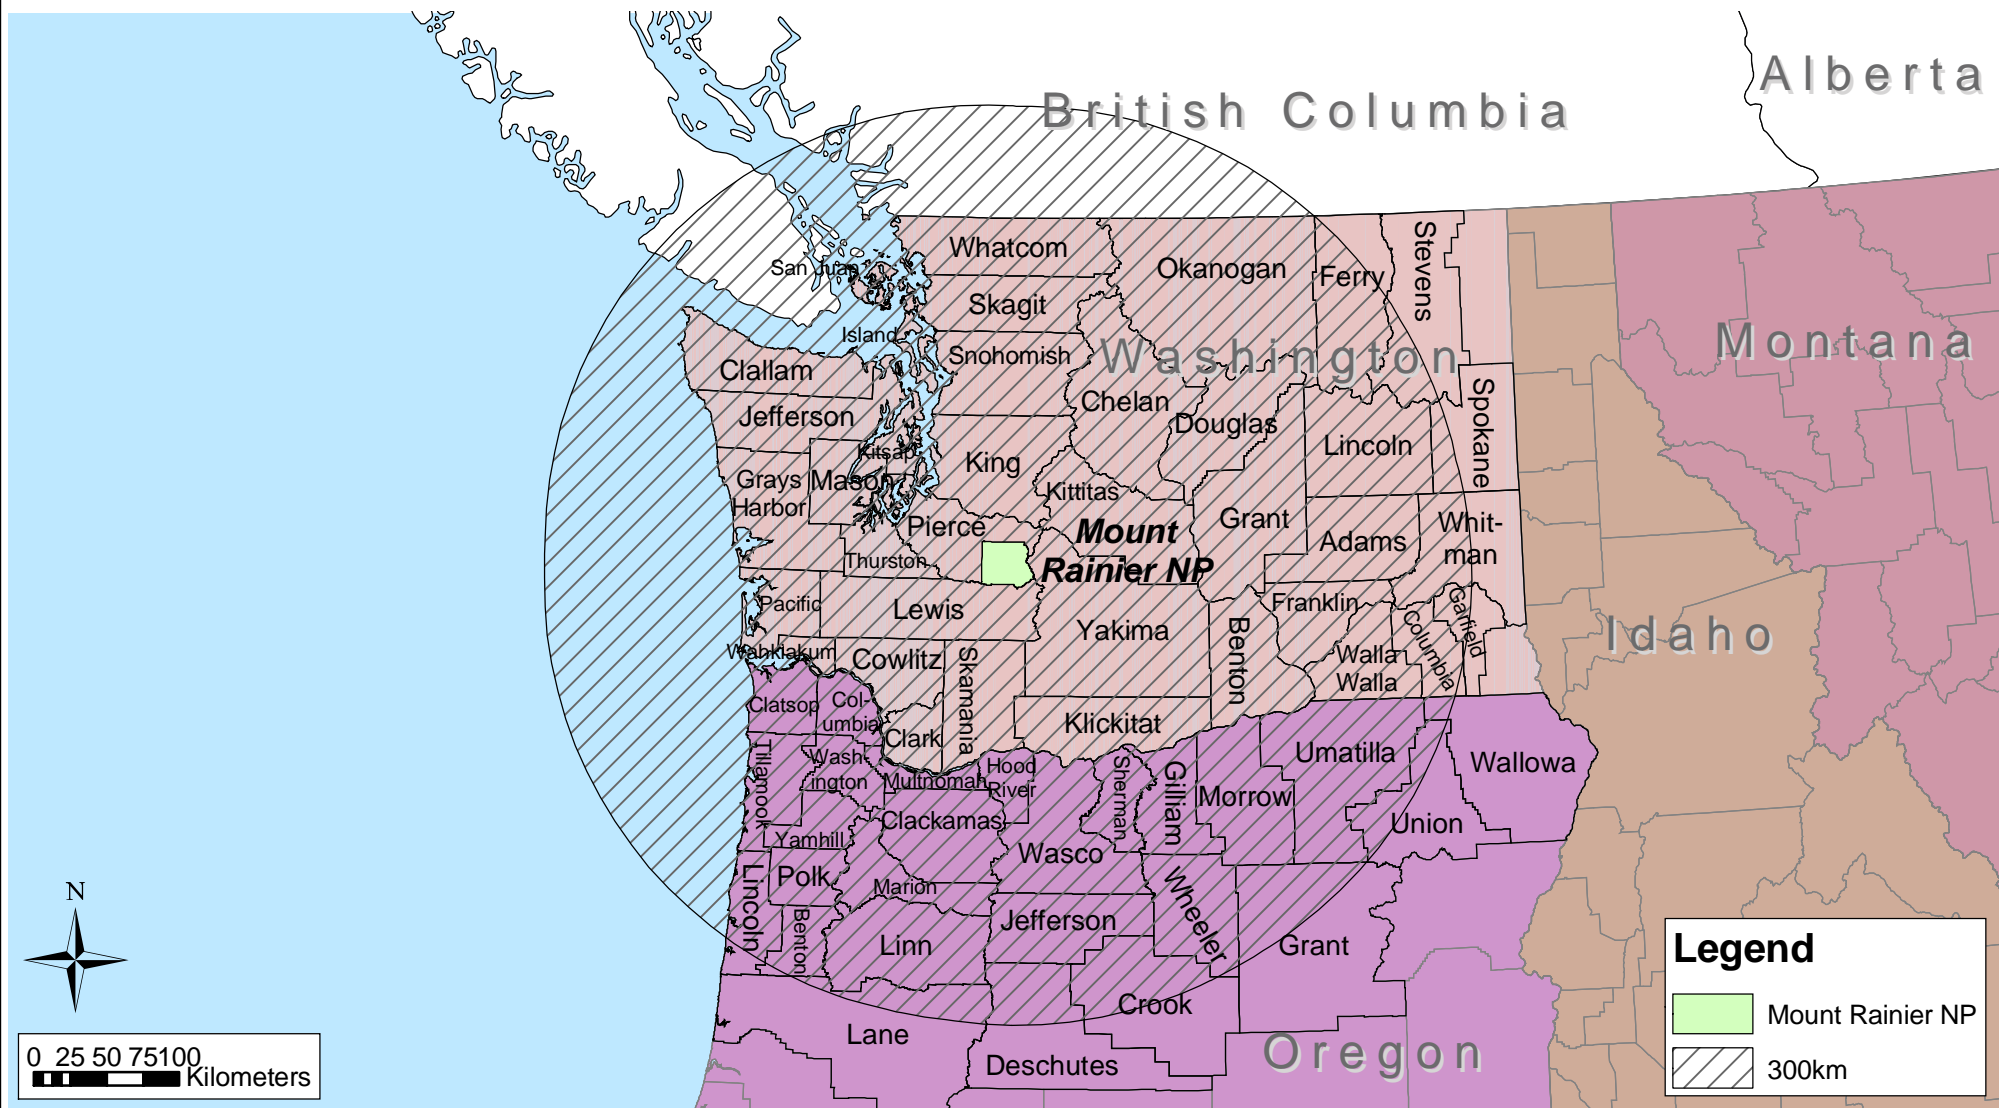 Alberta
British Columbia
Whatcom
Okanogan
Ferry
Stevens
San Juan
Skagit
Island
Snohomish
Washington
Montana
Clallam
Chelan
Spokane
Jefferson
Douglas
Lincoln
Kitsap
King
Grays
Harbor
Mason
Kittitas
Pierce
Mount
Rainier NP
Grant
Adams
Whit-
man
Thurston
Pacific
Lewis
Yakima
Benton
Franklin
Columbia
Garfield
Idaho
Wahkiakum
Cowlitz
Skamania
Walla
Walla
Clatsop
Col-
umbia
Clark
Klickitat
Tillamook
Wash-
ington
Multnomah
Hood
River
Sherman
Gilliam
Morrow
Umatilla
Wallowa
Union
Yamhill
Clackamas
Wasco
Lincoln
Polk
Marion
Wheeler
Benton
Linn
Jefferson
Grant
Crook
Lane
Deschutes
Oregon
N
0 25 50 75100
Kilometers
Legend
Mount Rainier NP
300km